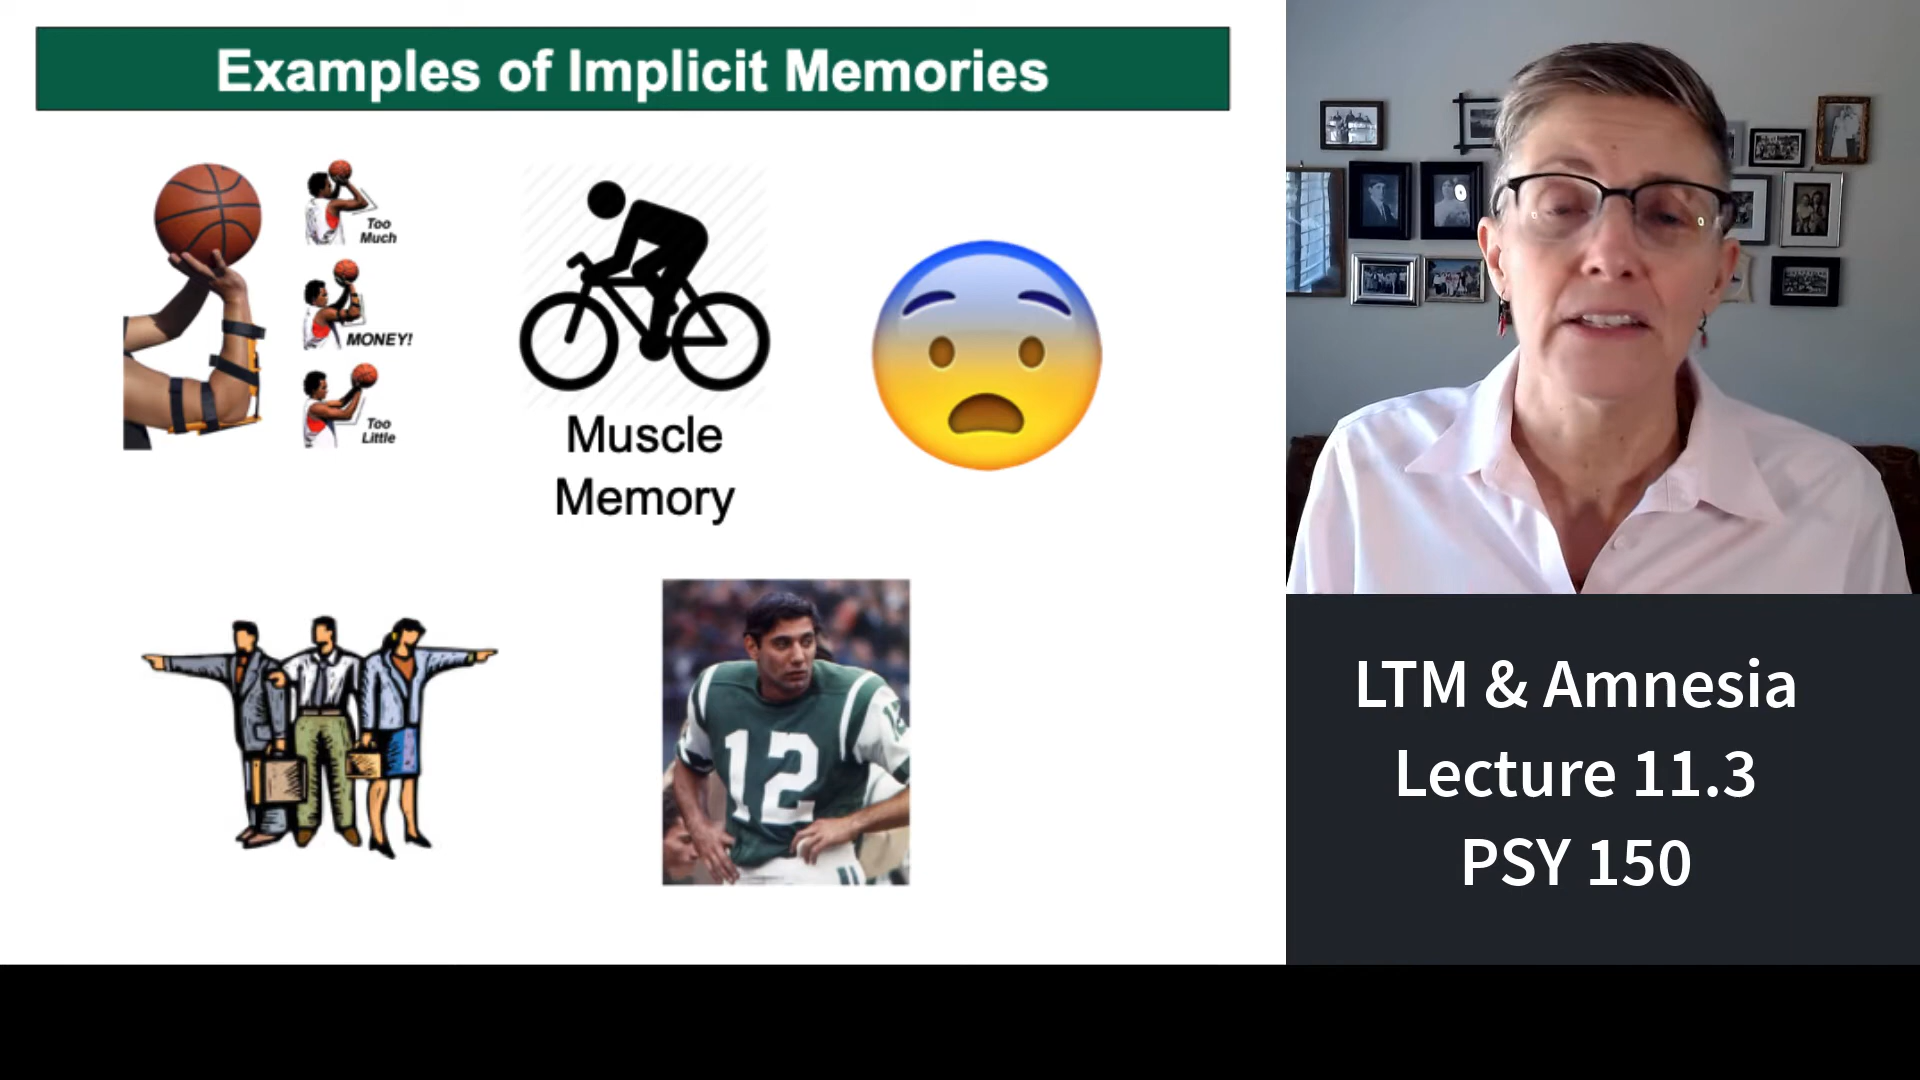 Examples of Implicit Memories
Too
Much
MONEY!
Too
Little
Muscle
Memory
12
LTM & Amnesia
Lecture 11.3
PSY 150